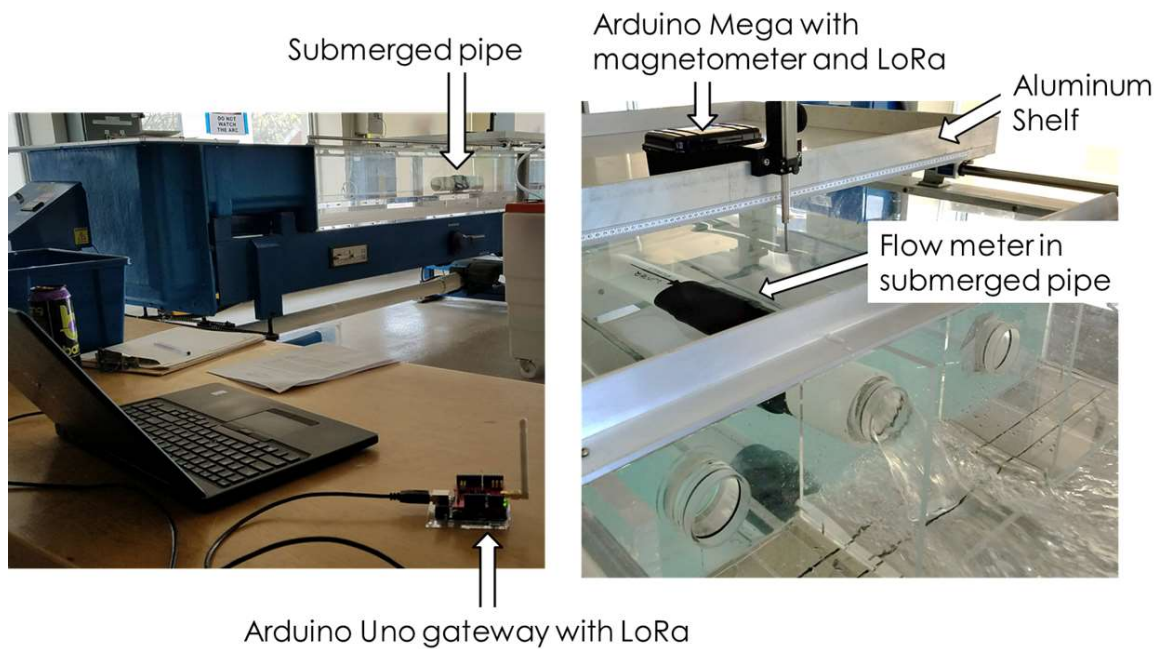 Submerged pipe
Arduino Mega with
magnetometer and LoRa
Aluminum
Shelf
DO NOT
WATCH
THE ARC
Flow meter in
submerged pipe
Arduino Uno gateway with LoRa